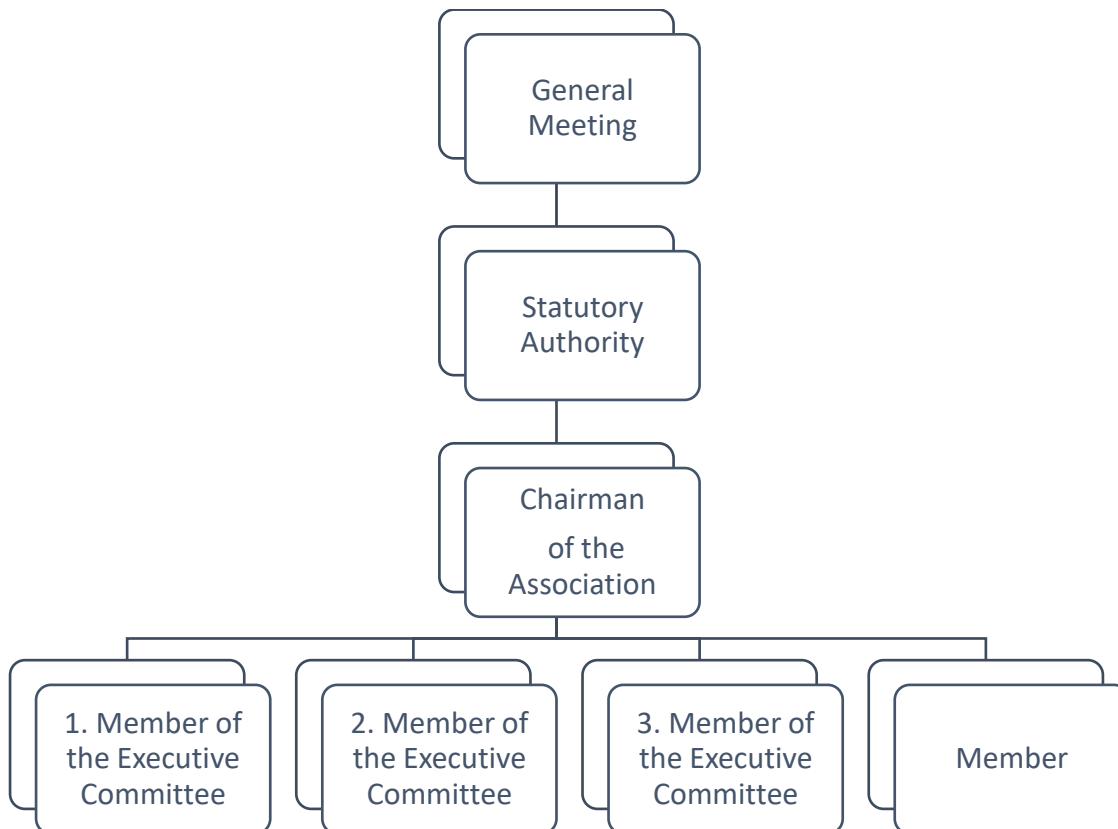 General
Meeting
Statutory
Authority
Chairman
of the
Association
1. Member of
the Executive
Committee
2. Member of
the Executive
Committee
3. Member of
the Executive
Committee
Member